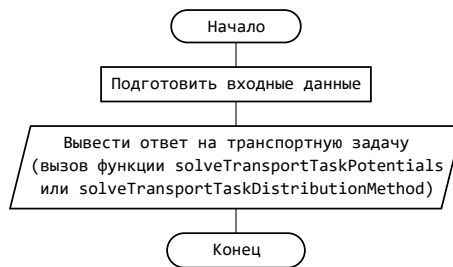 Начало
Подготовить входные данные
Вывести ответ на транспортную задачу
(вызов функции solveTransportTaskPotentials
или solveTransportTaskDistributionMethod)
Конец